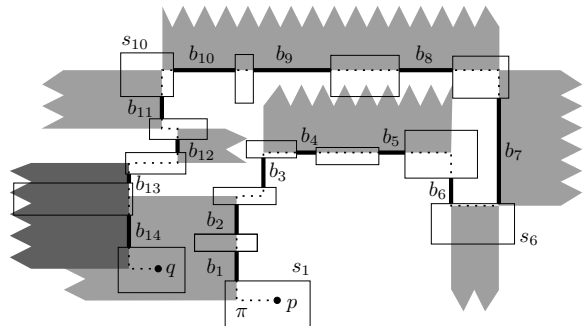 s₁₀
b₁₀ b₉ b₈
b₁₁
b₄ b₅
b₁₂
b₇
b₃
b₁₃
b₆
b₂
b₁₄
s₆
b₁
q
s₁
p
π